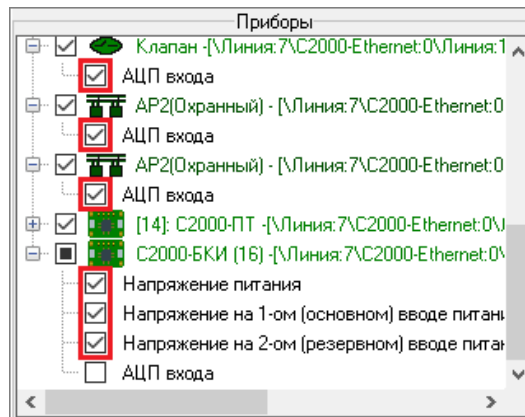 Приборы
Клапан -[\Линия:7\С2000-Ethernet:0\Линия:1
АЦП входа
АР2(Охранный) - [\Линия:7\С2000-Ethernet:0
АЦП входа
АР2(Охранный) - [\Линия:7\С2000-Ethernet:0
АЦП входа
[14]: С2000-ПТ -[\Линия:7\С2000-Ethernet:0\
С2000-БКИ (16) -[\Линия:7\С2000-Ethernet:0\
Напряжение питания
Напряжение на 1-ом (основном) вводе питан
Напряжение на 2-ом (резервном) вводе питан
АЦП входа